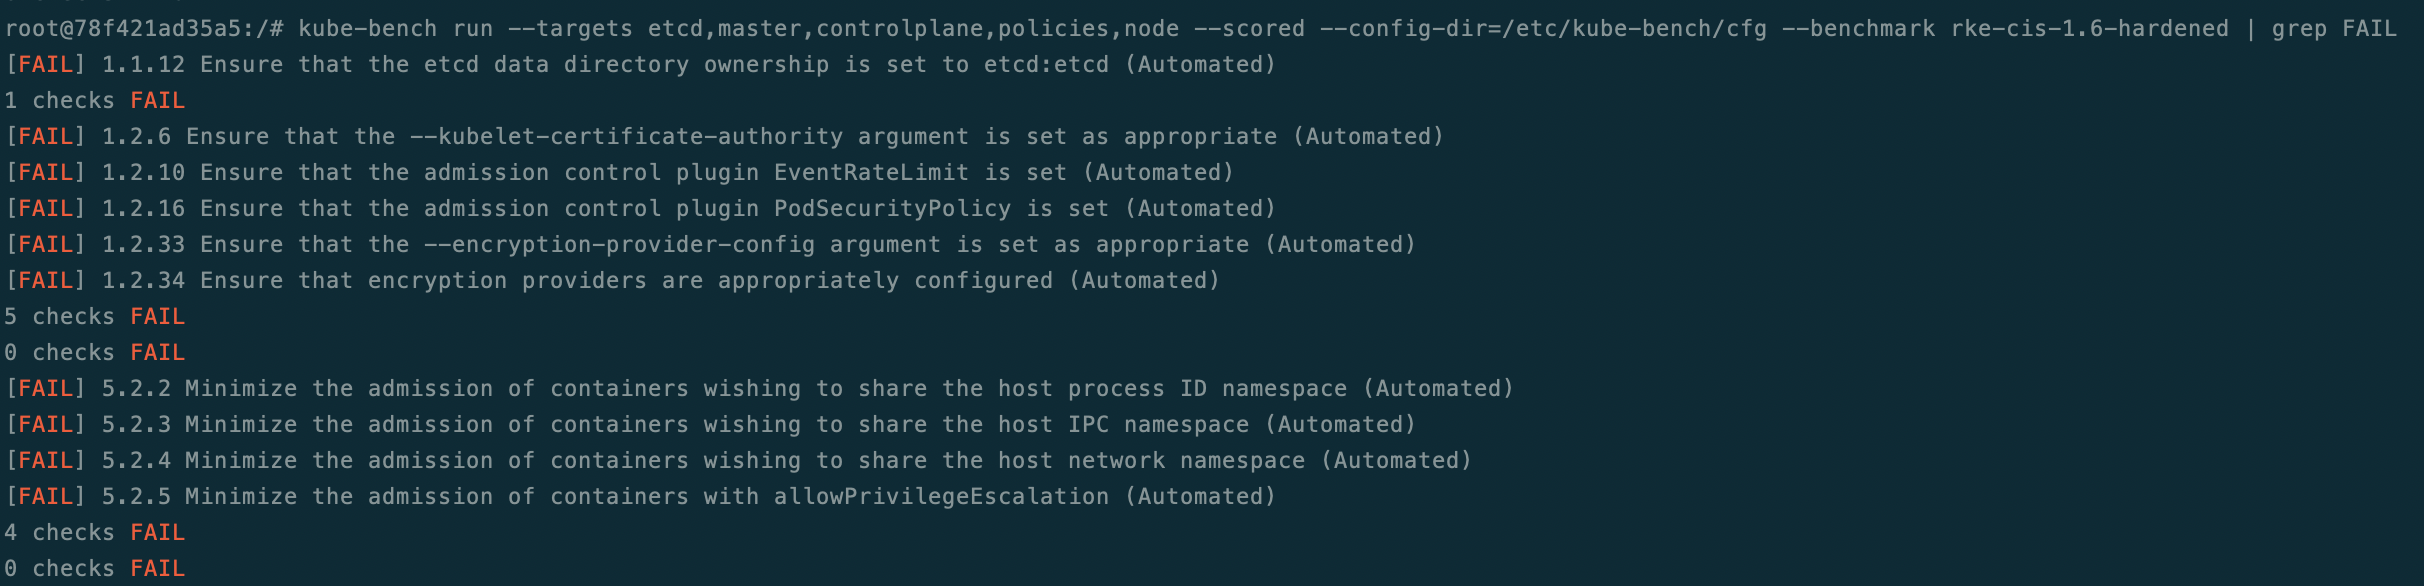 root@78f421ad35a5:/# kube-bench run --targets etcd,master,controlplane,policies,node --scored --config-dir=/etc/kube-bench/cfg --benchmark rke-cis-1.6-hardened | grep FAIL
[FAIL] 1.1.12 Ensure that the etcd data directory ownership is set to etcd:etcd (Automated)
1 checks FAIL
[FAIL] 1.2.6 Ensure that the --kubelet-certificate-authority argument is set as appropriate (Automated)
[FAIL] 1.2.10 Ensure that the admission control plugin EventRateLimit is set (Automated)
[FAIL] 1.2.16 Ensure that the admission control plugin PodSecurityPolicy is set (Automated)
[FAIL] 1.2.33 Ensure that the --encryption-provider-config argument is set as appropriate (Automated)
[FAIL] 1.2.34 Ensure that encryption providers are appropriately configured (Automated)
5 checks FAIL
0 checks FAIL
[FAIL] 5.2.2 Minimize the admission of containers wishing to share the host process ID namespace (Automated)
[FAIL] 5.2.3 Minimize the admission of containers wishing to share the host IPC namespace (Automated)
[FAIL] 5.2.4 Minimize the admission of containers wishing to share the host network namespace (Automated)
[FAIL] 5.2.5 Minimize the admission of containers with allowPrivilegeEscalation (Automated)
4 checks FAIL
0 checks FAIL